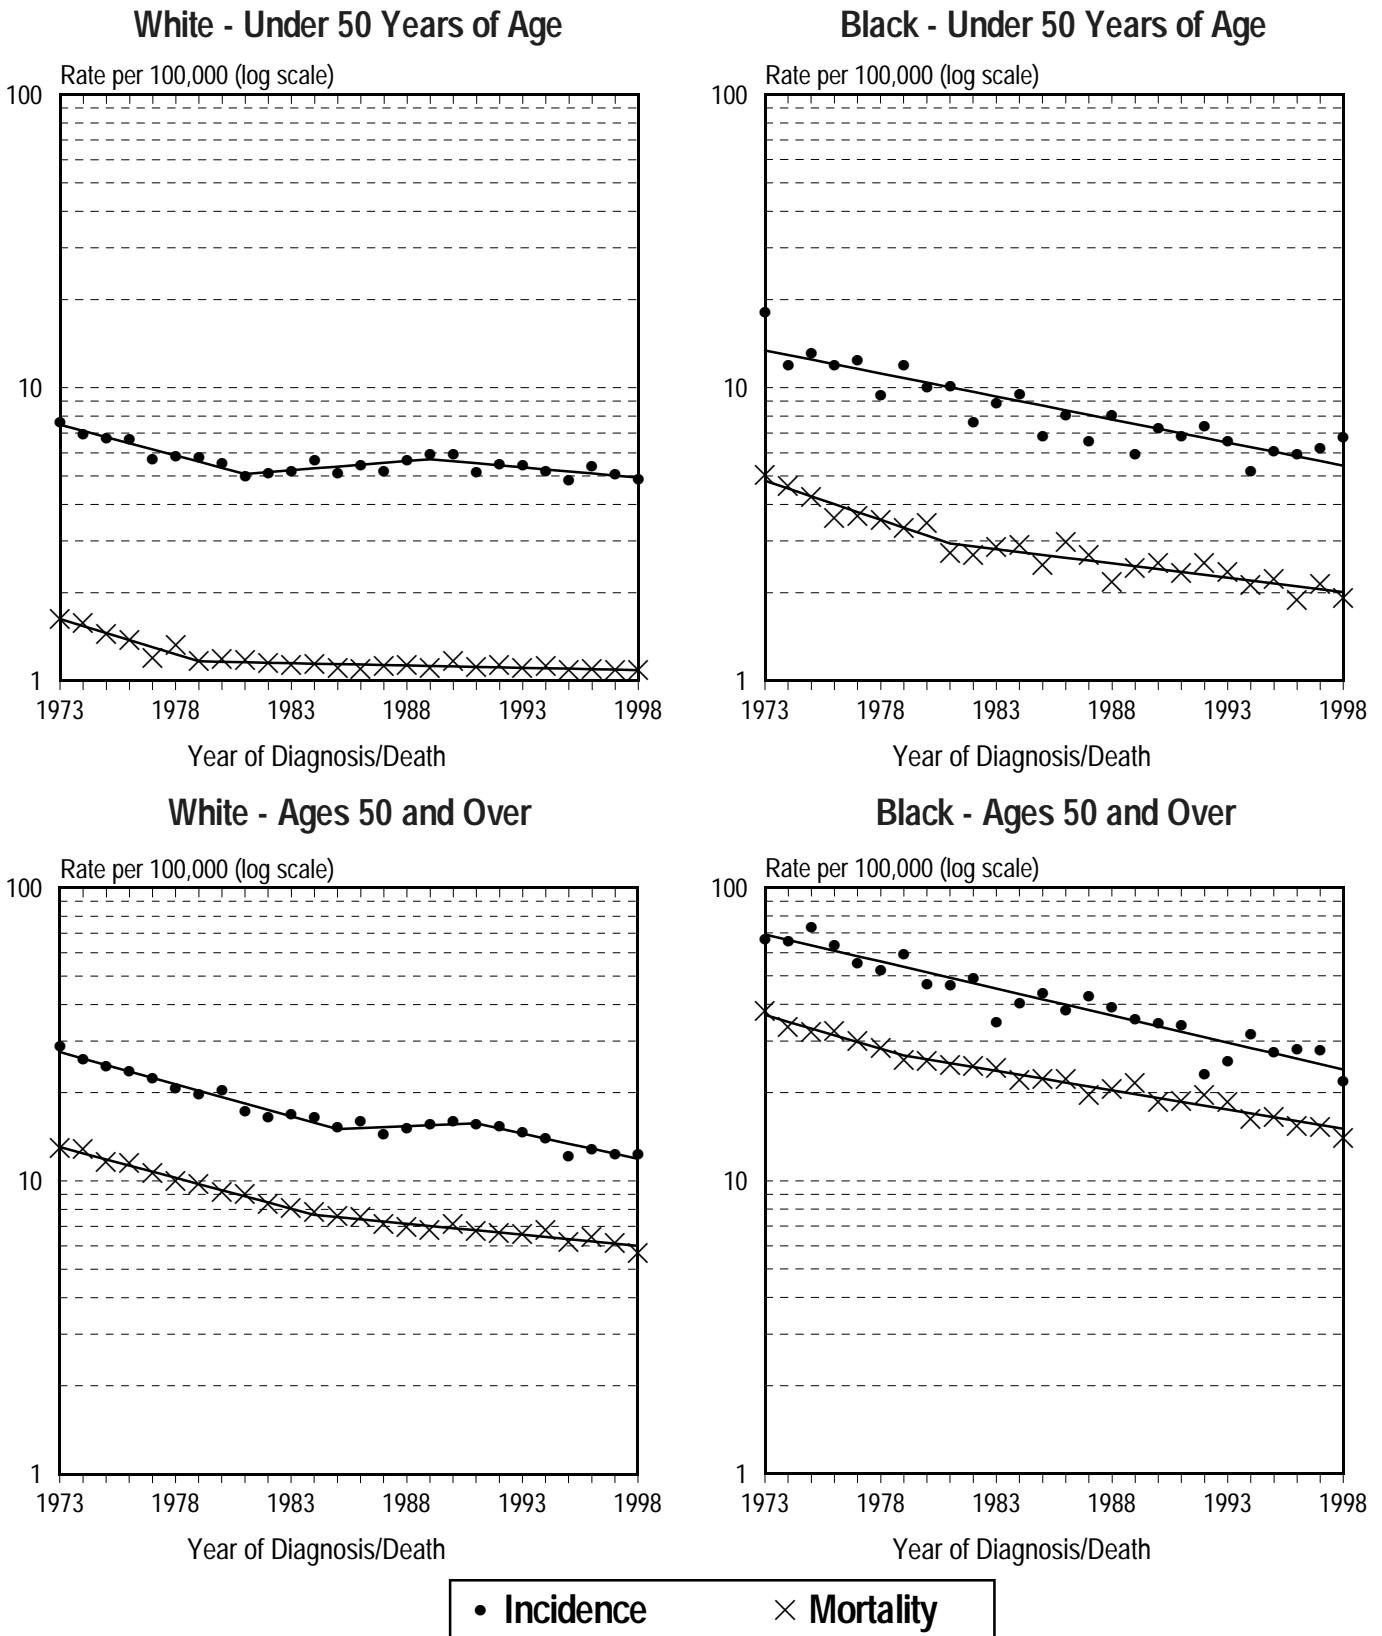 White - Under 50 Years of Age
Rate per 100,000 (log scale)
100
10
1
1973 1978 1983 1988 1993 1998
Year of Diagnosis/Death
Black - Under 50 Years of Age
Rate per 100,000 (log scale)
100
10
1
1973 1978 1983 1988 1993 1998
Year of Diagnosis/Death
White - Ages 50 and Over
Rate per 100,000 (log scale)
100
10
1
1973 1978 1983 1988 1993 1998
Year of Diagnosis/Death
Black - Ages 50 and Over
Rate per 100,000 (log scale)
100
10
1
1973 1978 1983 1988 1993 1998
Year of Diagnosis/Death
Incidence Mortality